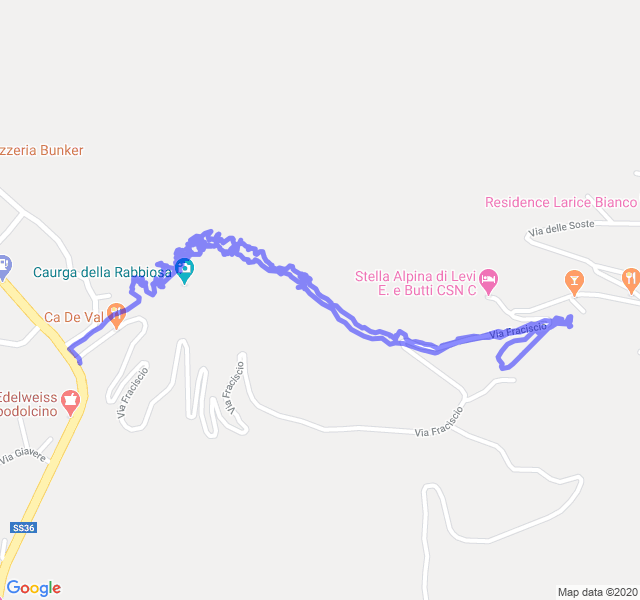 zzeria Bunker
Residence Larice Bianco
Via delle Soste
Caurga della Rabbiosa
Stella Alpina di Levi
E. e Butti CSN C
Ca De Val
Via Fraciscio
Via Fraciscio
Via Fraciscio
Edelweiss
podolcino
Via Fraciscio
Via Giavere
SS36
Google
Map data ©2020